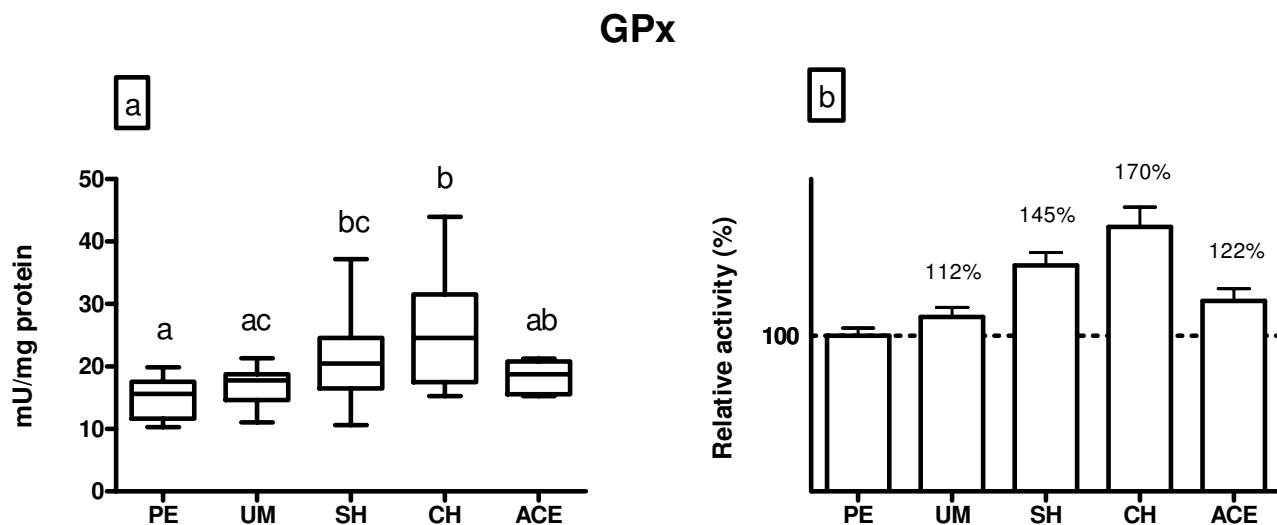 GPx
a
50
40
30
20
10
0
mU/mg protein
a
ac
bc
b
ab
PE UM SH CH ACE
b
Relative activity (%)
100
112%
145%
170%
122%
PE UM SH CH ACE